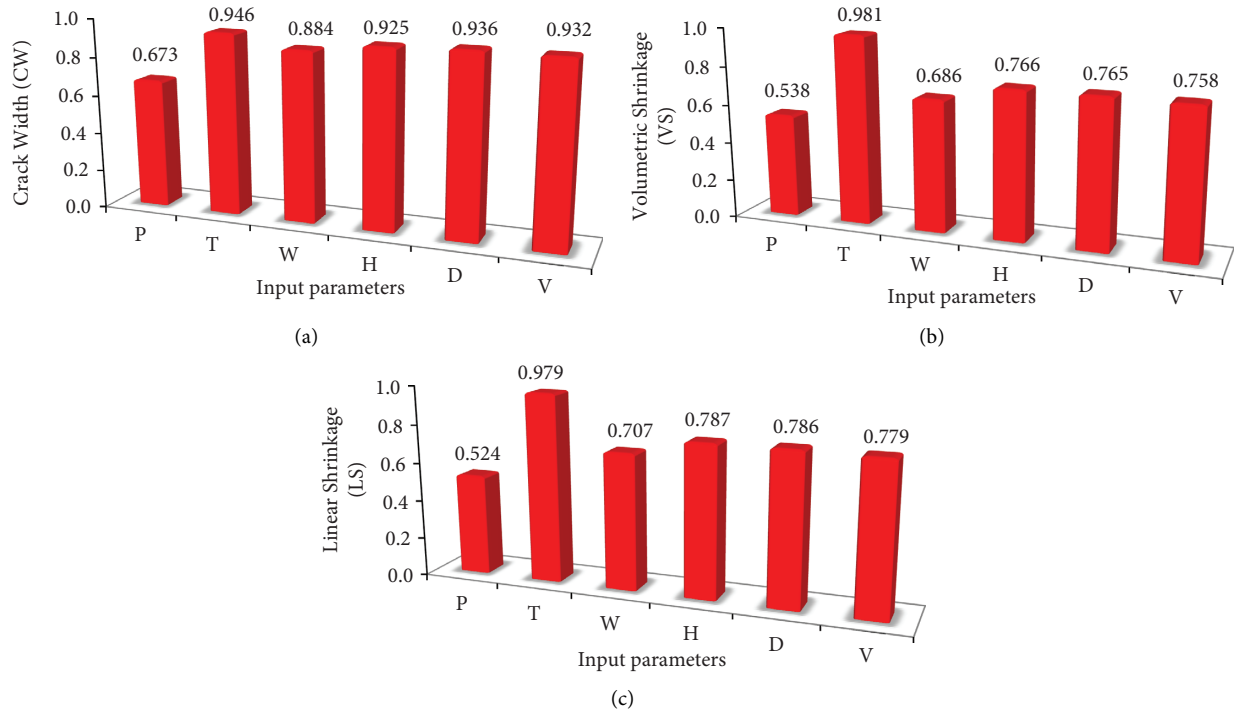 Crack Width (CW)
1.0
0.8
0.6
0.4
0.2
0.0
0.673
0.946
0.884
0.925
0.936
0.932
P
T
W
H
D
V
Input parameters
(a)
Volumetric Shrinkage
(VS)
1.0
0.8
0.6
0.4
0.2
0.0
0.538
0.981
0.686
0.766
0.765
0.758
P
T
W
H
D
V
Input parameters
(b)
Linear Shrinkage
(LS)
1.0
0.8
0.6
0.4
0.2
0.0
0.524
0.979
0.707
0.787
0.786
0.779
P
T
W
H
D
V
Input parameters
(c)